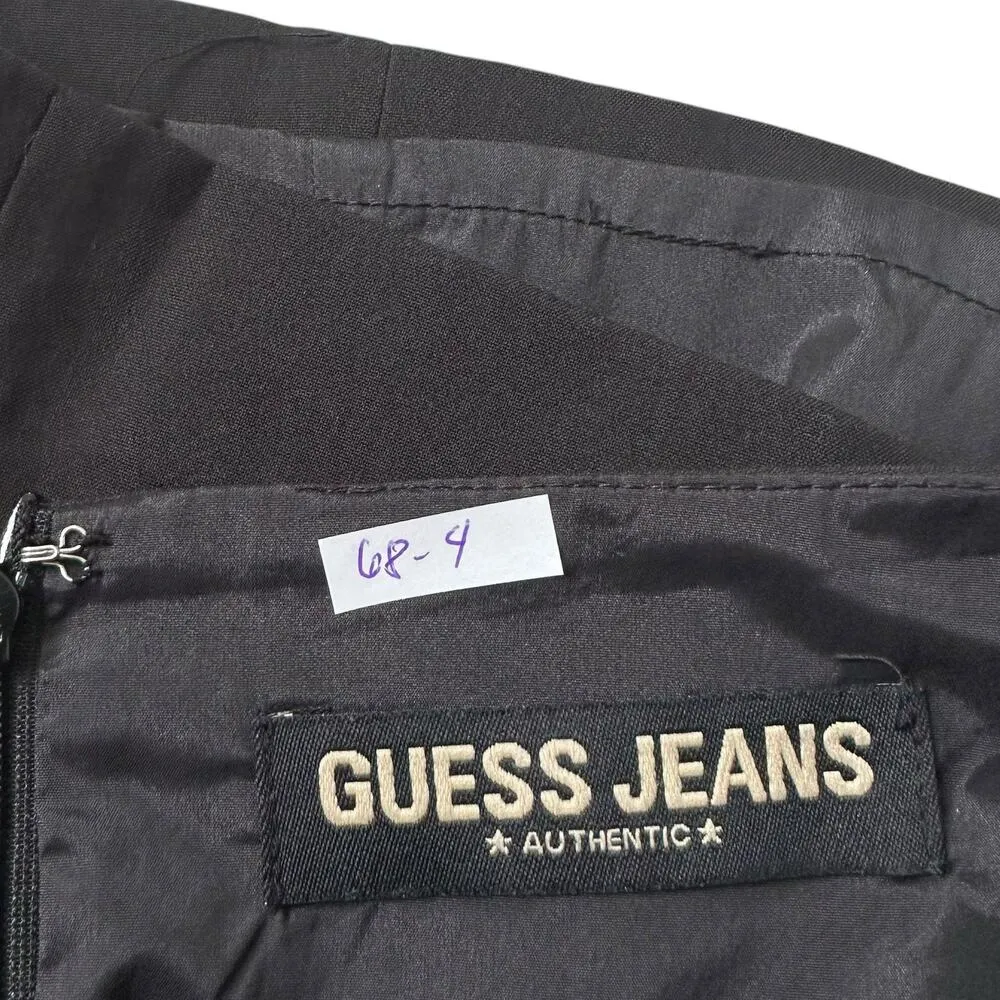 68-4
GUESS JEANS
★ AUTHENTIC ★